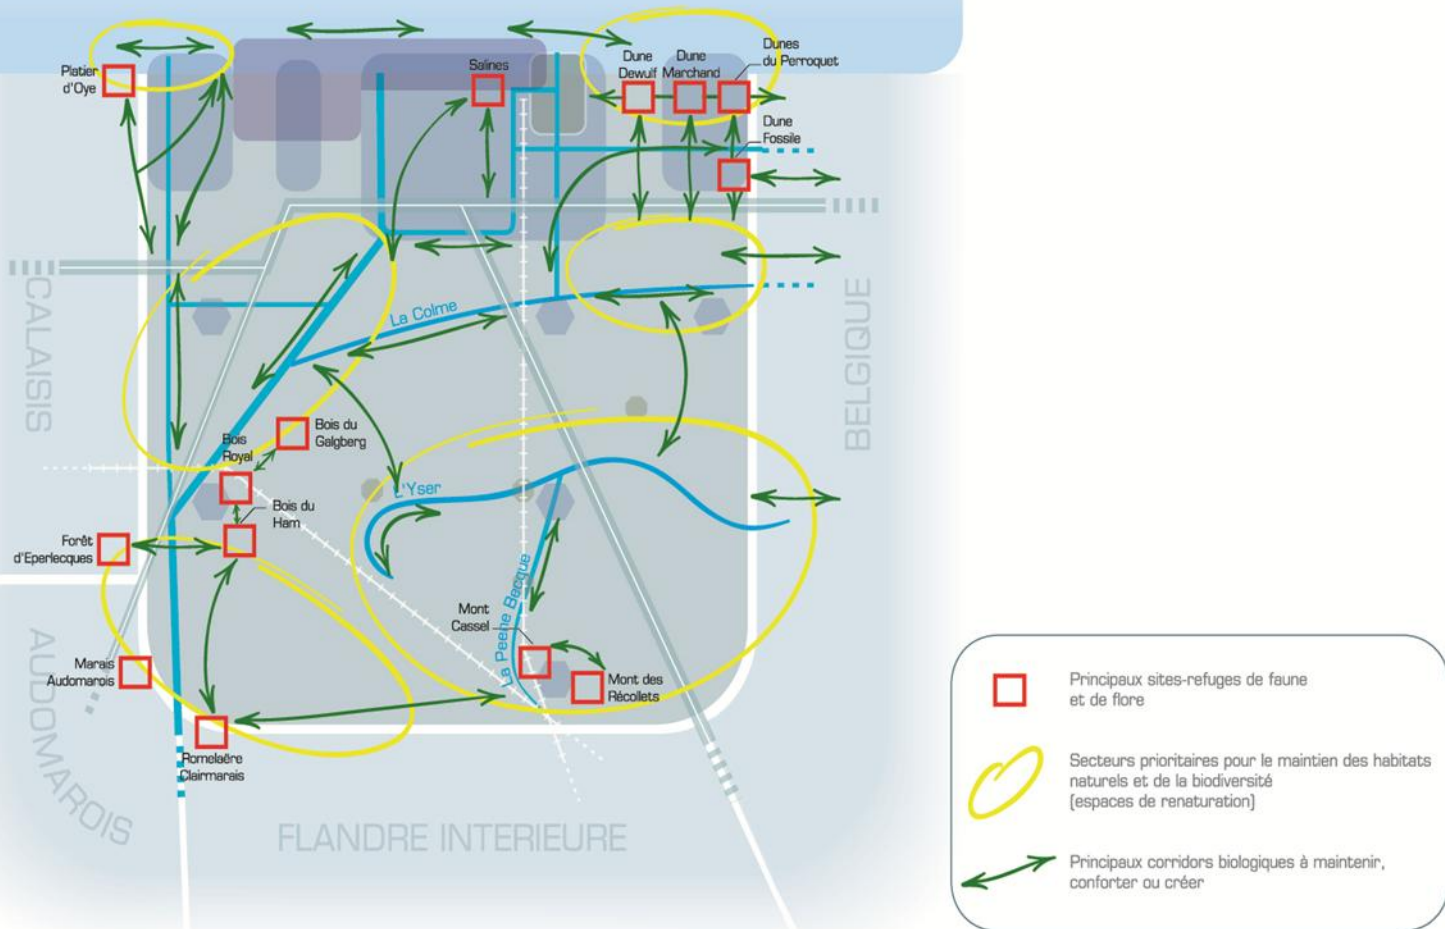 Platier
d'Oye
Salines
Dune
Dewulf
Dune
Marchand
Dunes
du Perroquet
Dune
Fossile
CALAISIS
BELGIQUE
La Colme
Bois du
Galgberg
Bois
Royal
L'Yser
Bois du
Ham
Forêt
d'Eperlecques
La Peene Becque
Mont
Cassel
Marais
Audomarois
Mont des
Récollets
AUDOMAROIS
Romelaëre
Clairmarais
FLANDRE INTERIEURE
Principaux sites-refuges de faune
et de flore
Secteurs prioritaires pour le maintien des habitats
naturels et de la biodiversité
(espaces de renaturation)
Principaux corridors biologiques à maintenir,
conforter ou créer